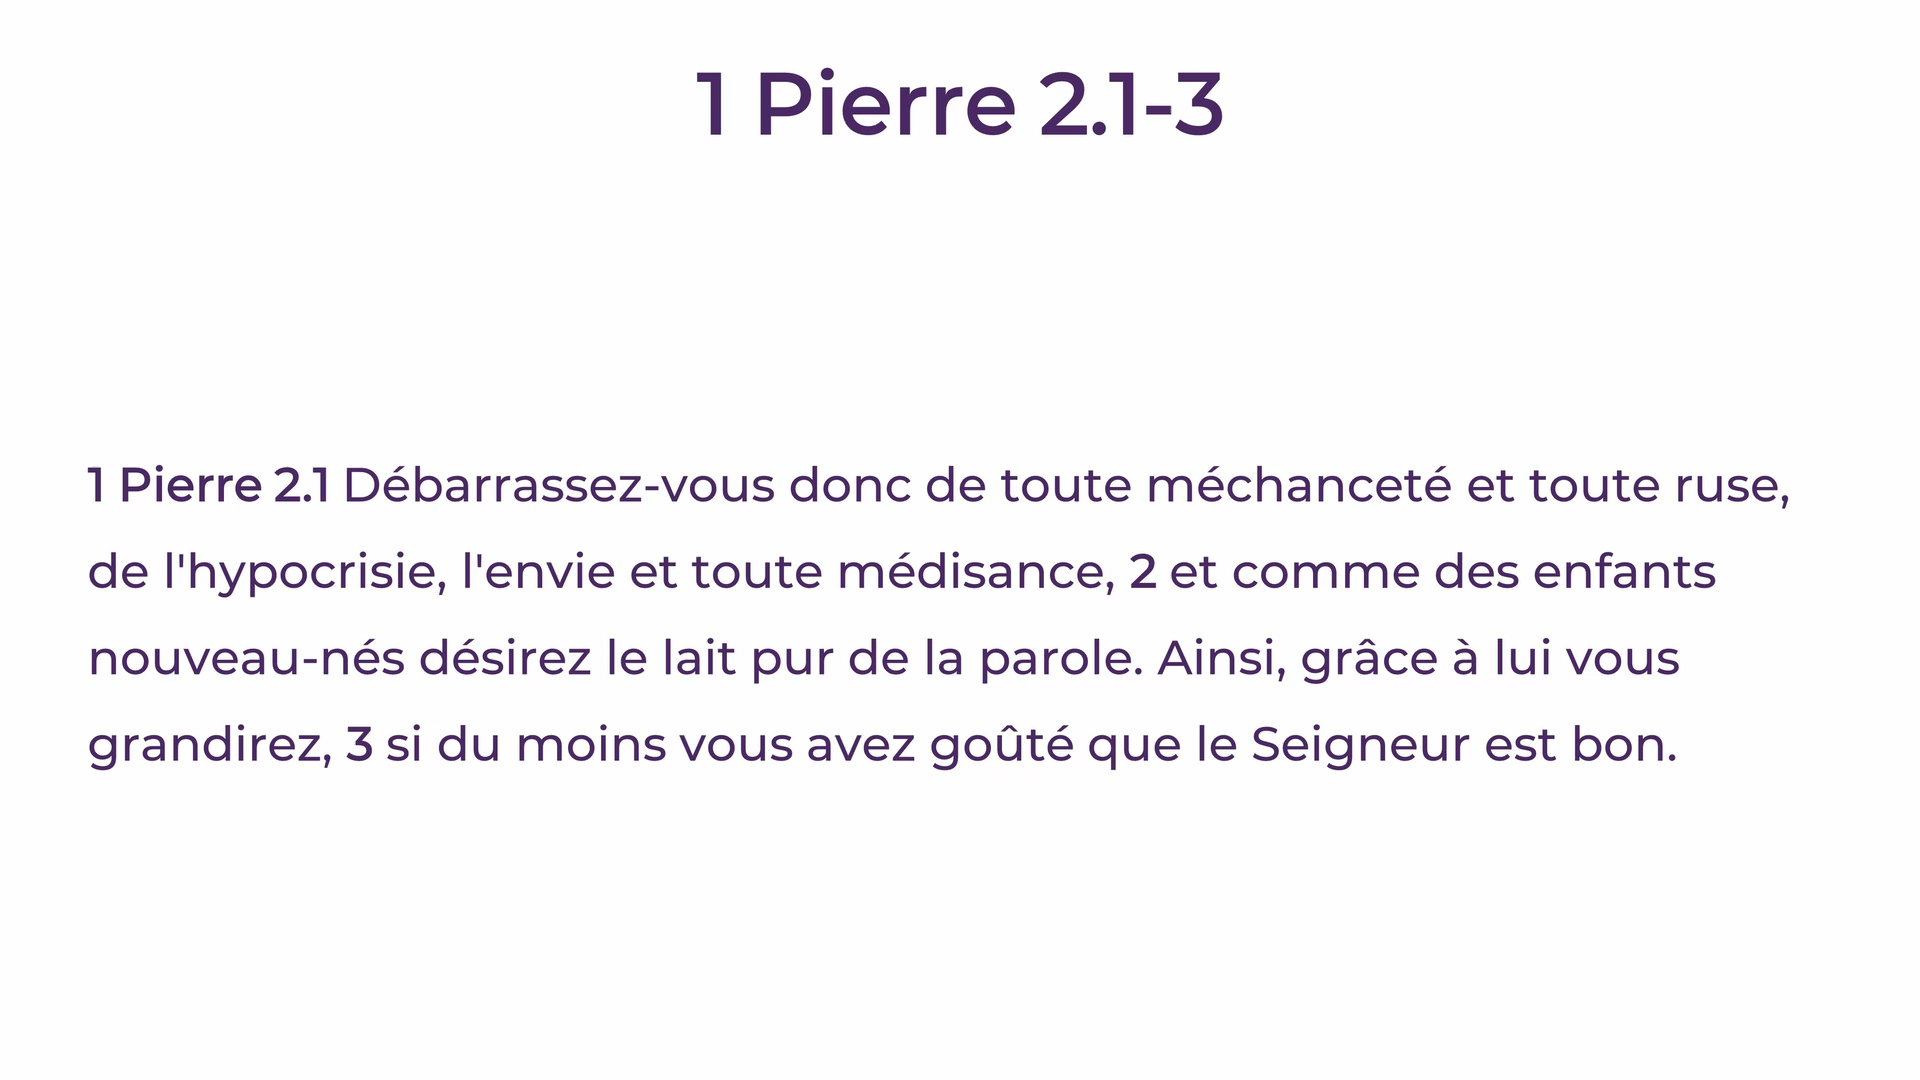 1 Pierre 2.1-3
1 Pierre 2.1 Débarrassez-vous donc de toute méchanceté et toute ruse,
de l'hypocrisie, l'envie et toute médisance, 2 et comme des enfants
nouveau-nés désirez le lait pur de la parole. Ainsi, grâce à lui vous
grandirez, 3 si du moins vous avez goûté que le Seigneur est bon.